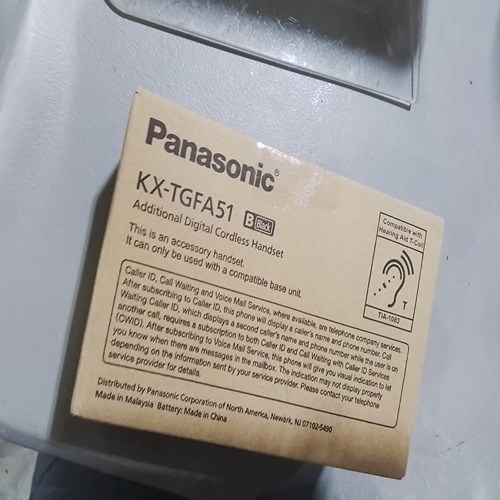 Panasonic®
KX-TGFA51 B Black
Additional Digital Cordless Handset
This is an accessory handset.
It can only be used with a compatible base unit.
Compatible with
Hearing Aid T-Coil
T
TIA-1083
Caller ID, Call Waiting and Voice Mail Service, where available, are telephone company services.
After subscribing to Caller ID, this phone will display a caller's name and phone number. Call
Waiting Caller ID, which displays a second caller's name and phone number while the user is on
another call, requires a subscription to both Caller ID and Call Waiting with Caller ID Services
(CWID). After subscribing to Voice Mail Service, this phone will give you visual indication to let
you know when there are messages in the mailbox. The indication may not display properly
depending on the information sent by your service provider. Please contact your telephone
service provider for details.
Distributed by Panasonic Corporation of North America, Newark, NJ 07102-5490
Made in Malaysia Battery: Made in China